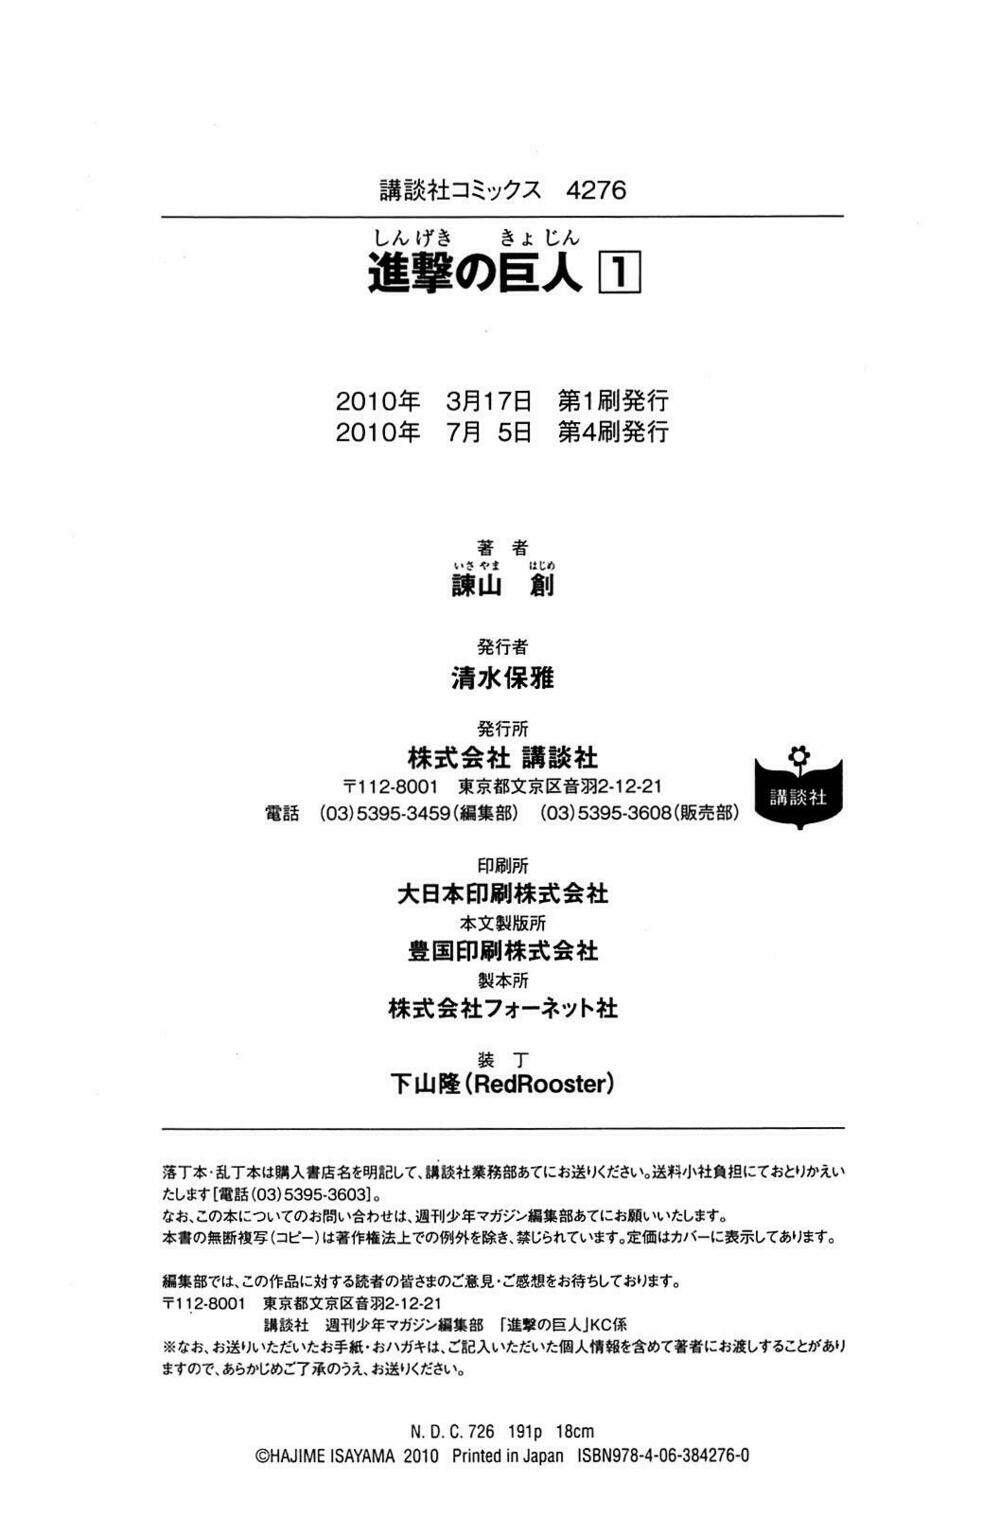 講談社コミックス　4276
しんげき　きょじん
進撃の巨人 1
2010年　3月17日　第1刷発行
2010年　7月　5日　第4刷発行
著　者
いさ やま　はじめ
諫山　創
発行者
清水保雅
発行所
株式会社 講談社
〒112-8001　東京都文京区音羽2-12-21
電話　(03)5395-3459(編集部)　(03)5395-3608(販売部)
講談社
印刷所
大日本印刷株式会社
本文製版所
豊国印刷株式会社
製本所
株式会社フォーネット社
装　丁
下山隆(RedRooster)
落丁本・乱丁本は購入書店名を明記して、講談社業務部あてにお送りください。送料小社負担にておとりかえい
たします[電話(03)5395-3603]。
なお、この本についてのお問い合わせは、週刊少年マガジン編集部あてにお願いいたします。
本書の無断複写(コピー)は著作権法上での例外を除き、禁じられています。定価はカバーに表示してあります。
編集部では、この作品に対する読者の皆さまのご意見・ご感想をお待ちしております。
〒112-8001　東京都文京区音羽2-12-21
講談社　週刊少年マガジン編集部　「進撃の巨人」KC係
※なお、お送りいただいたお手紙・おハガキは、ご記入いただいた個人情報を含めて著者にお渡しすることがあり
ますので、あらかじめご了承のうえ、お送りください。
N. D. C. 726　191p　18cm
©HAJIME ISAYAMA 2010　Printed in Japan　ISBN978-4-06-384276-0